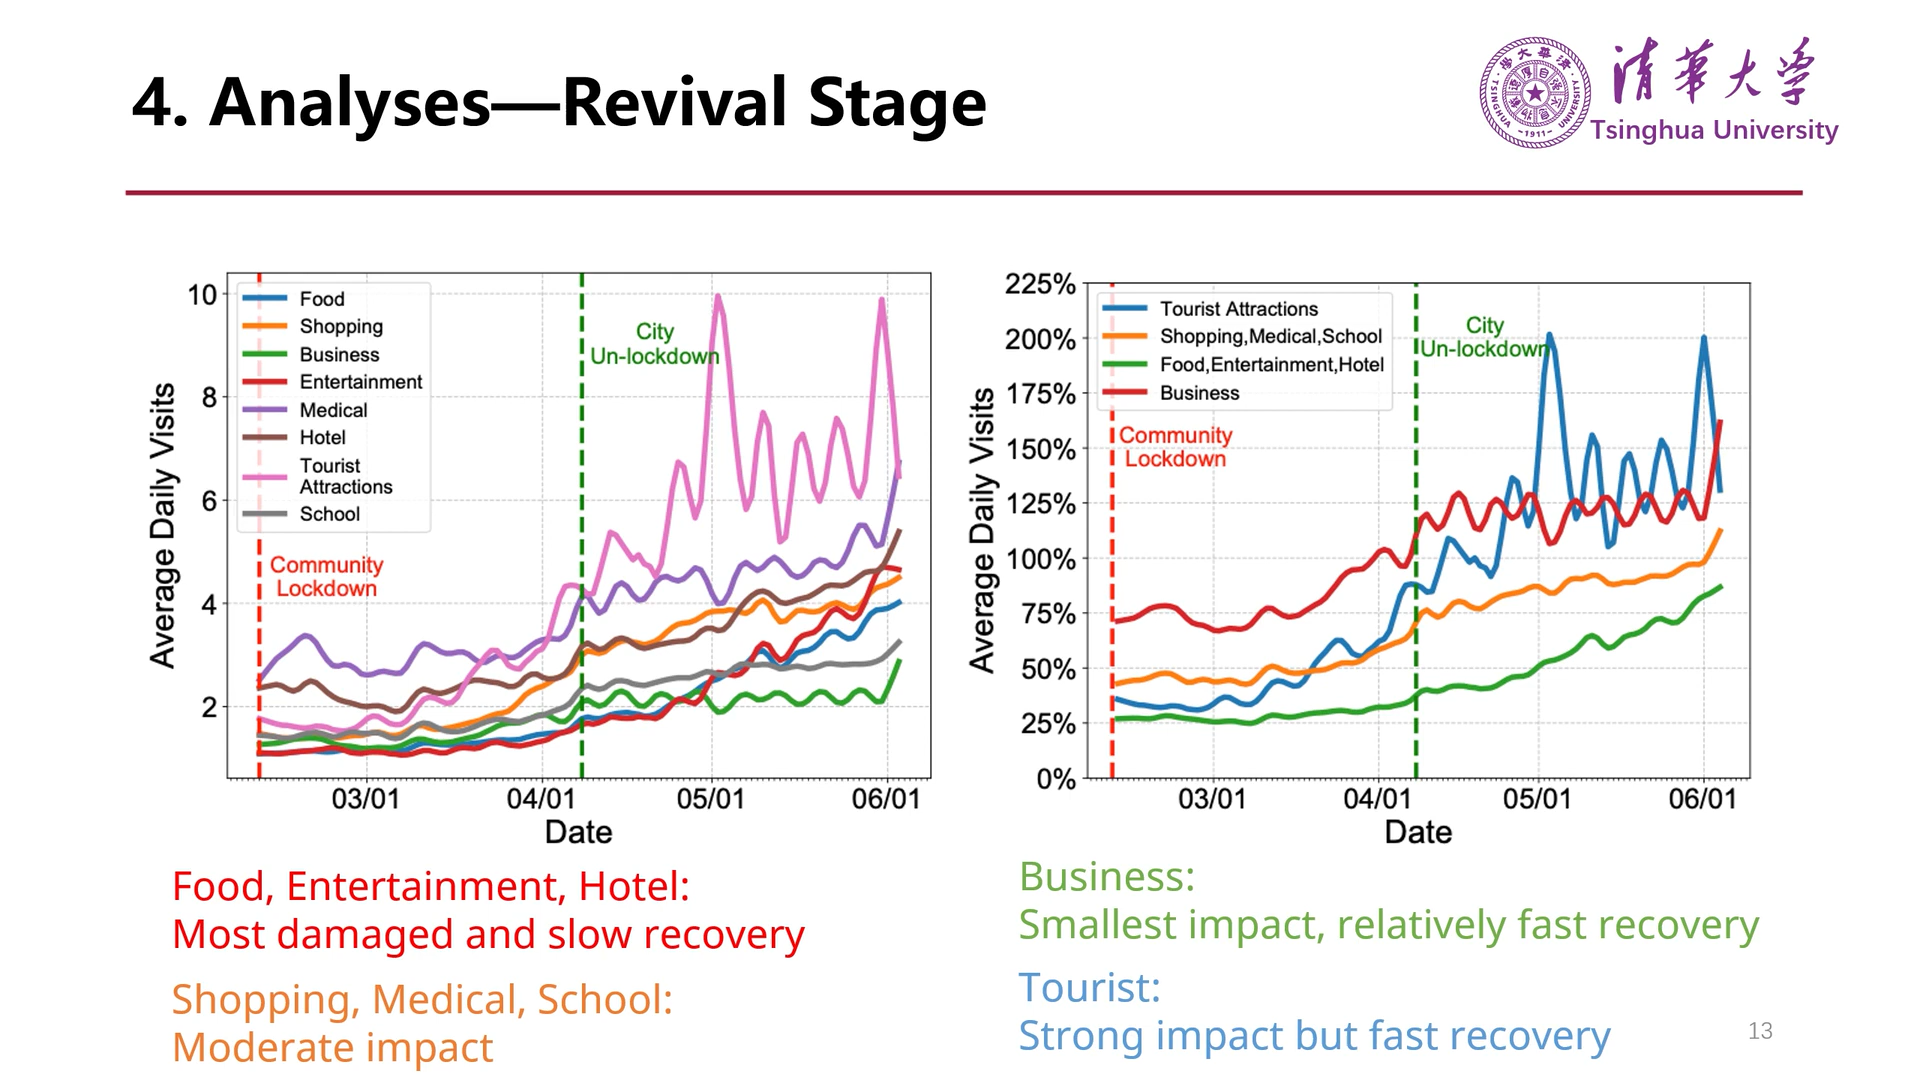 4. Analyses—Revival Stage
清华大学
Tsinghua University
TSINGHUA UNIVERSITY
-1911-
Average Daily Visits
10
8
6
4
2
Food
Shopping
Business
Entertainment
Medical
Hotel
Tourist
Attractions
School
Community
Lockdown
City
Un-lockdown
03/01
04/01
05/01
06/01
Date
Average Daily Visits
225%
200%
175%
150%
125%
100%
75%
50%
25%
0%
Tourist Attractions
Shopping,Medical,School
Food,Entertainment,Hotel
Business
Community
Lockdown
City
Un-lockdown
03/01
04/01
05/01
06/01
Date
Food, Entertainment, Hotel:
Most damaged and slow recovery
Shopping, Medical, School:
Moderate impact
Business:
Smallest impact, relatively fast recovery
Tourist:
Strong impact but fast recovery
13